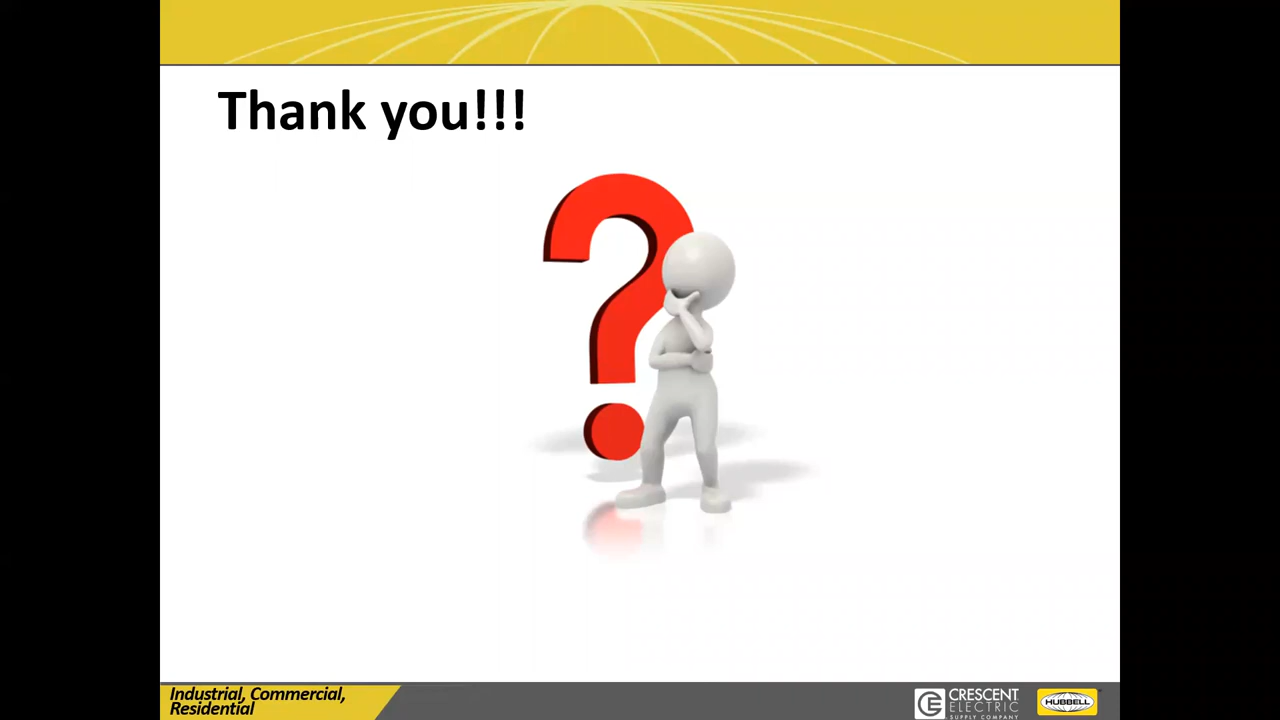 Thank you!!!
Industrial, Commercial,
Residential
CRESCENT
ELECTRIC
SUPPLY COMPANY
HUBBELL